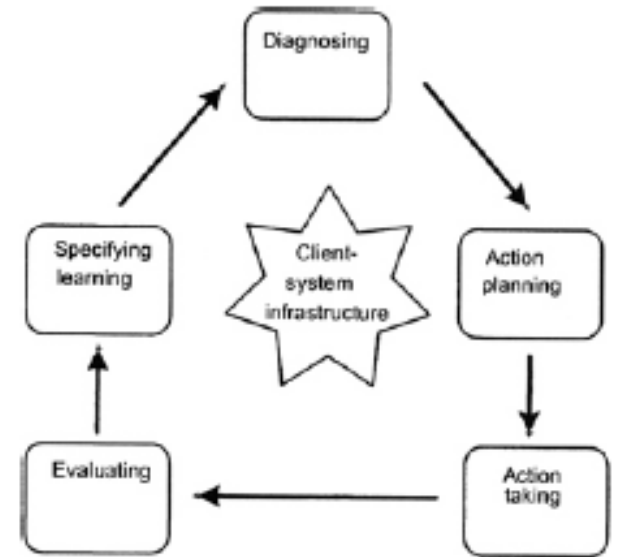 Diagnosing
Specifying
learning
Client-
system
infrastructure
Action
planning
Evaluating
Action
taking